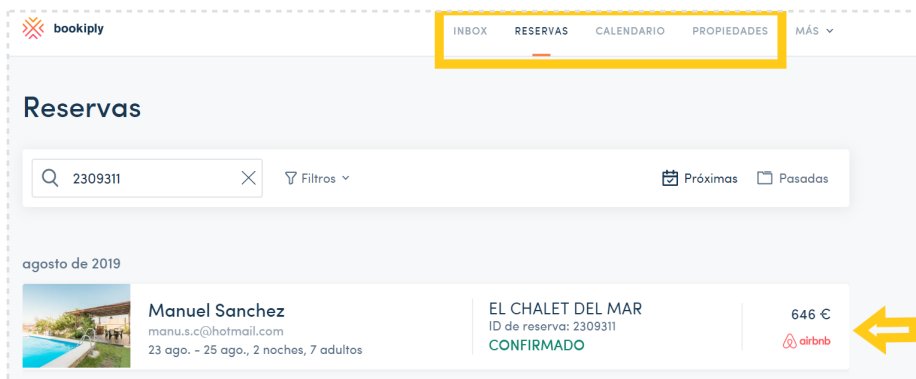 bookiply
INBOX RESERVAS CALENDARIO PROPIEDADES MÁS
Reservas
2309311 Filtros Próximas Pasadas
agosto de 2019
Manuel Sanchez
manu.s.c@hotmail.com
23 ago. - 25 ago., 2 noches, 7 adultos
EL CHALET DEL MAR
ID de reserva: 2309311
CONFIRMADO
646 €
airbnb